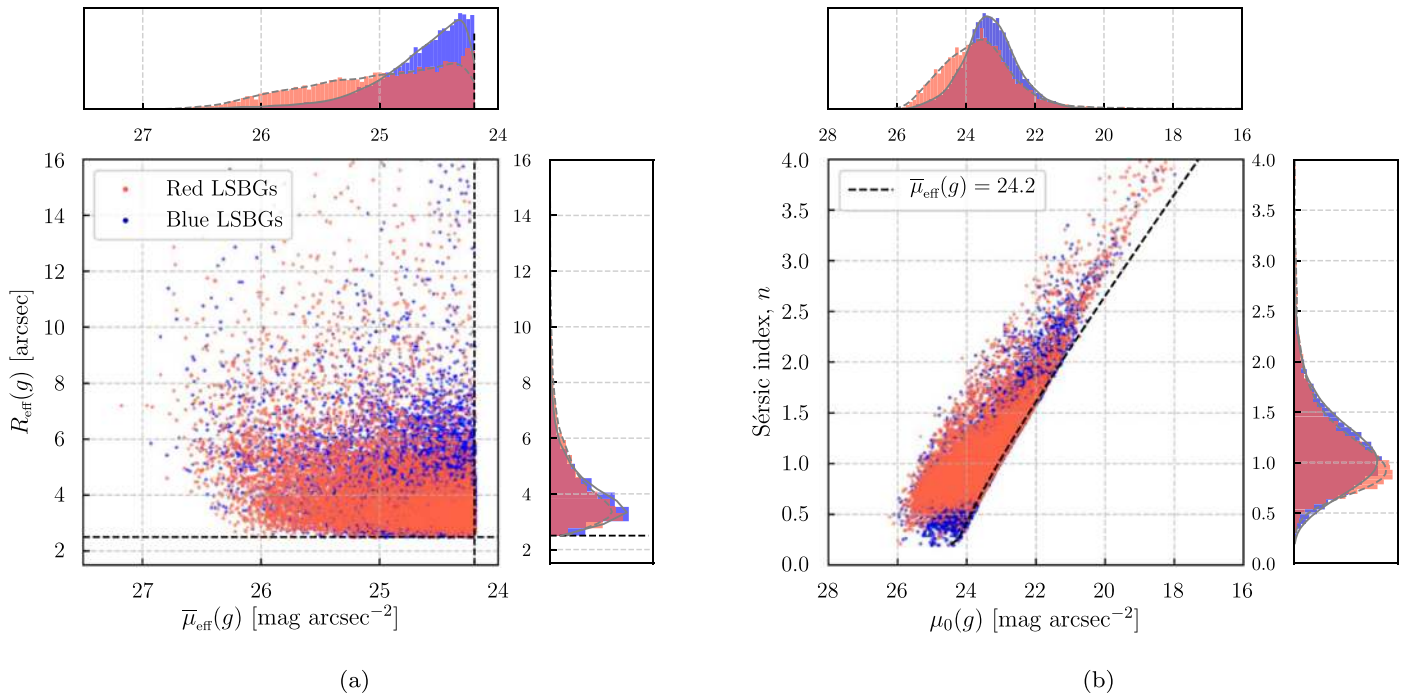 27 26 25 24
28 26 24 22 20 18 16
16
14
12
10
8
6
4
2
R_eff(g) [arcsec]
Red LSBGs
Blue LSBGs
27 26 25 24
μ̅_eff(g) [mag arcsec⁻²]
16
14
12
10
8
6
4
2
4.0
3.5
3.0
2.5
2.0
1.5
1.0
0.5
0.0
Sérsic index, n
μ̅_eff(g) = 24.2
28 26 24 22 20 18 16
μ₀(g) [mag arcsec⁻²]
4.0
3.5
3.0
2.5
2.0
1.5
1.0
0.5
0.0
(a)
(b)